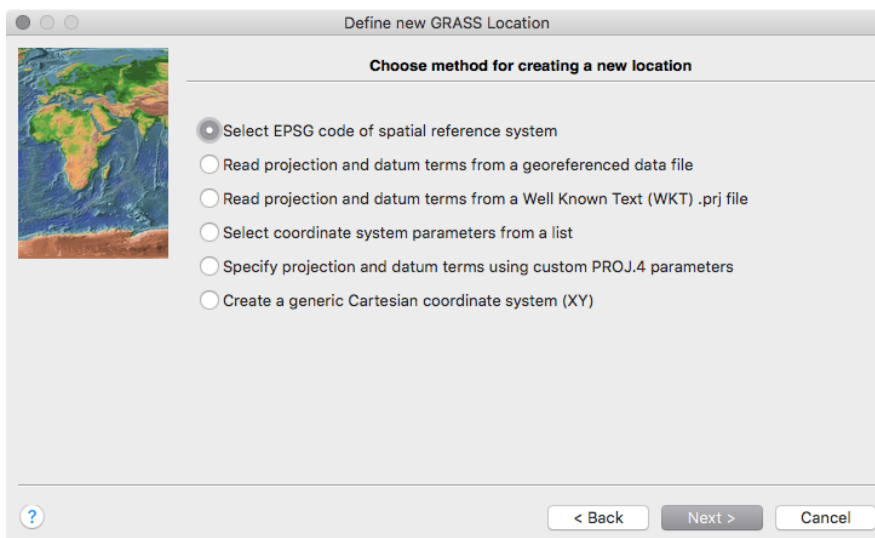 Define new GRASS Location
Choose method for creating a new location
Select EPSG code of spatial reference system
Read projection and datum terms from a georeferenced data file
Read projection and datum terms from a Well Known Text (WKT) .prj file
Select coordinate system parameters from a list
Specify projection and datum terms using custom PROJ.4 parameters
Create a generic Cartesian coordinate system (XY)
? < Back Next > Cancel